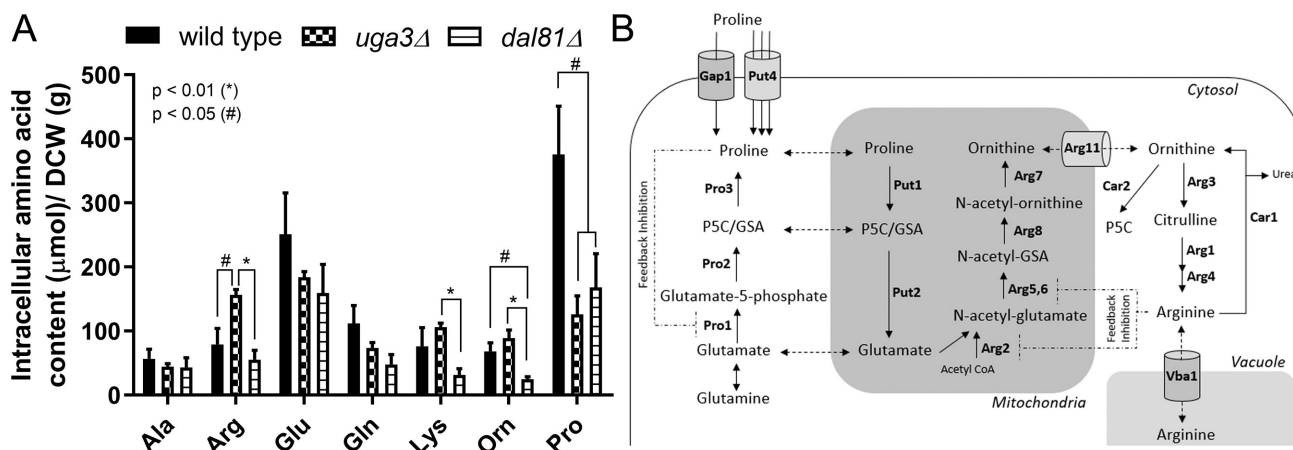 A
wild type uga3Δ dal81Δ
Intracellular amino acid
content (μmol)/ DCW (g)
500
400
300
200
100
0
p < 0.01 (*)
p < 0.05 (#)
# *
*
#
*
#
Ala Arg Glu Gln Lys Orn Pro
B
Proline
Gap1 Put4
Cytosol
Proline Proline Ornithine Arg11 Ornithine
Pro3 Put1 Arg7 Car2 Arg3 Urea
P5C/GSA P5C/GSA N-acetyl-ornithine P5C Citrulline Car1
Pro2 Arg8 Arg1
N-acetyl-GSA Arg4
Glutamate-5-phosphate Put2 Arg5,6
Pro1 N-acetyl-glutamate Arginine
Feedback Inhibition
Feedback
Inhibition
Glutamate Glutamate Arg2
Acetyl CoA
Glutamine
Mitochondria
Vacuole
Vba1
Arginine